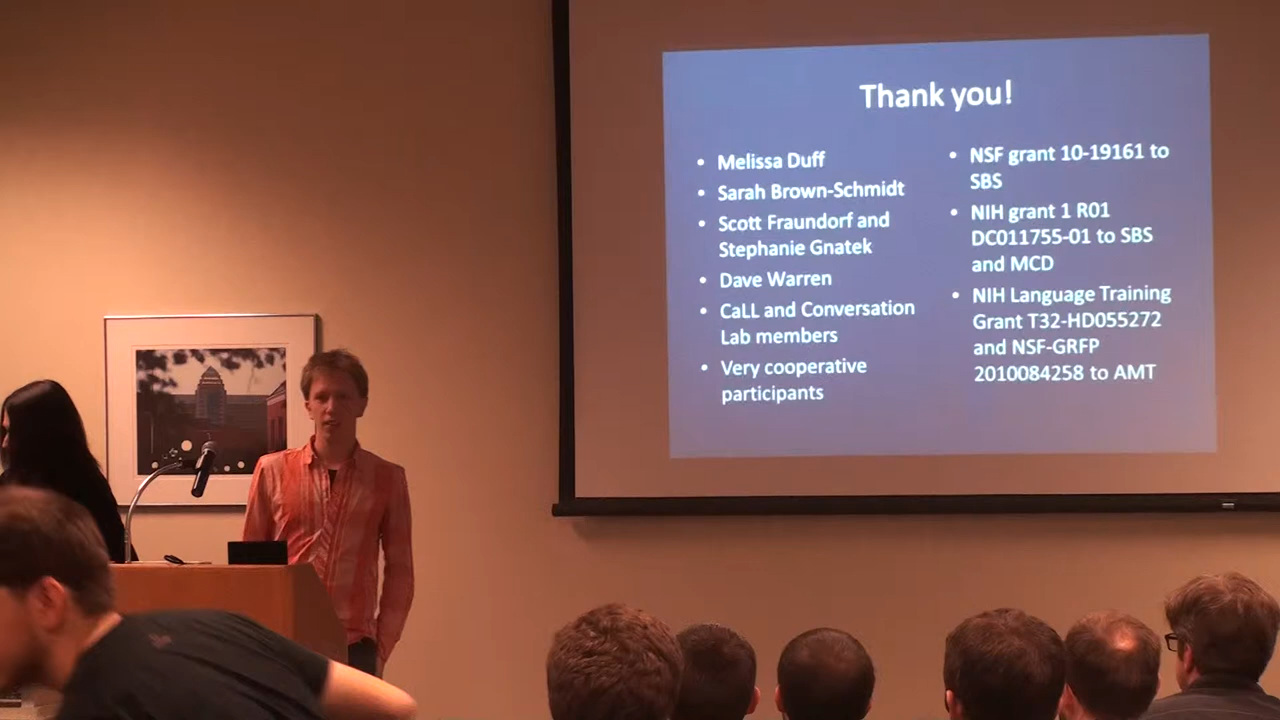 Thank you!
• Melissa Duff
• Sarah Brown-Schmidt
• Scott Fraundorf and
Stephanie Gnatek
• Dave Warren
• CaLL and Conversation
Lab members
• Very cooperative
participants
• NSF grant 10-19161 to
SBS
• NIH grant 1 R01
DC011755-01 to SBS
and MCD
• NIH Language Training
Grant T32-HD055272
and NSF-GRFP
2010084258 to AMT